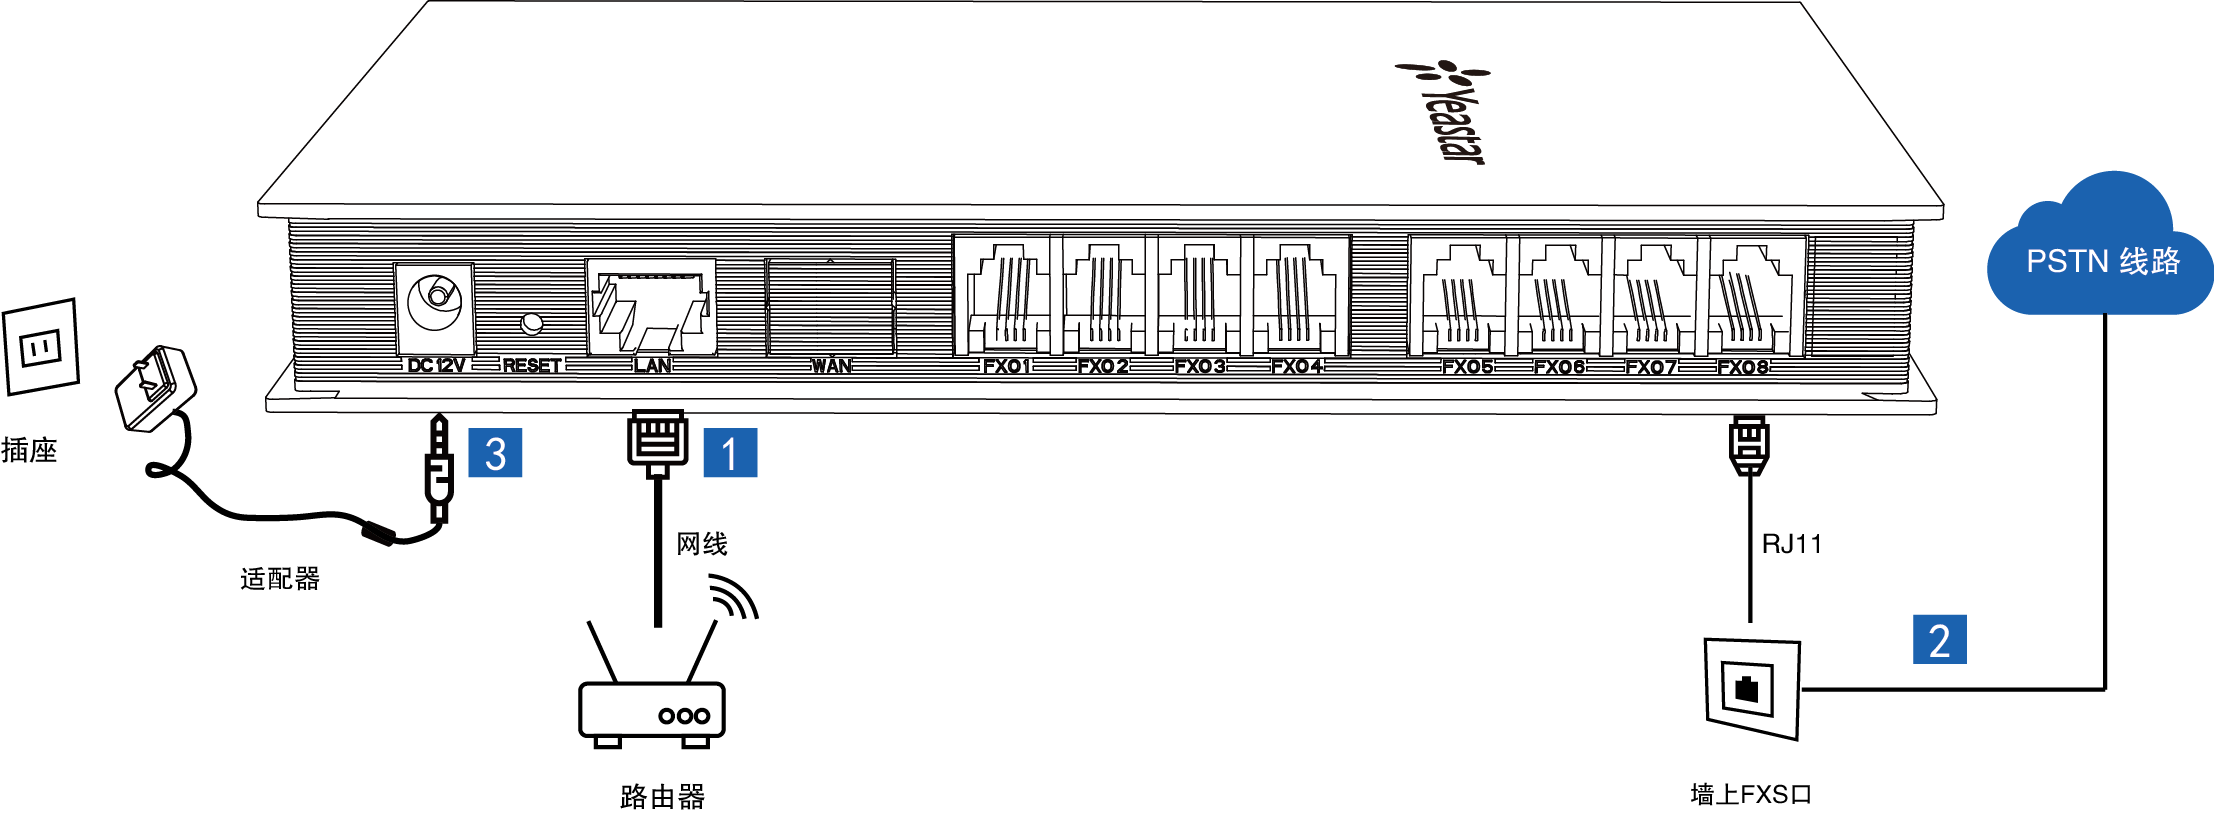 Yeastar
PSTN 线路
DC 12V
RESET
LAN
WAN
FXO1
FXO2
FXO3
FXO4
FXO5
FXO6
FXO7
FXO8
插座
3
1
网线
RJ11
适配器
2
路由器
墙上FXS口